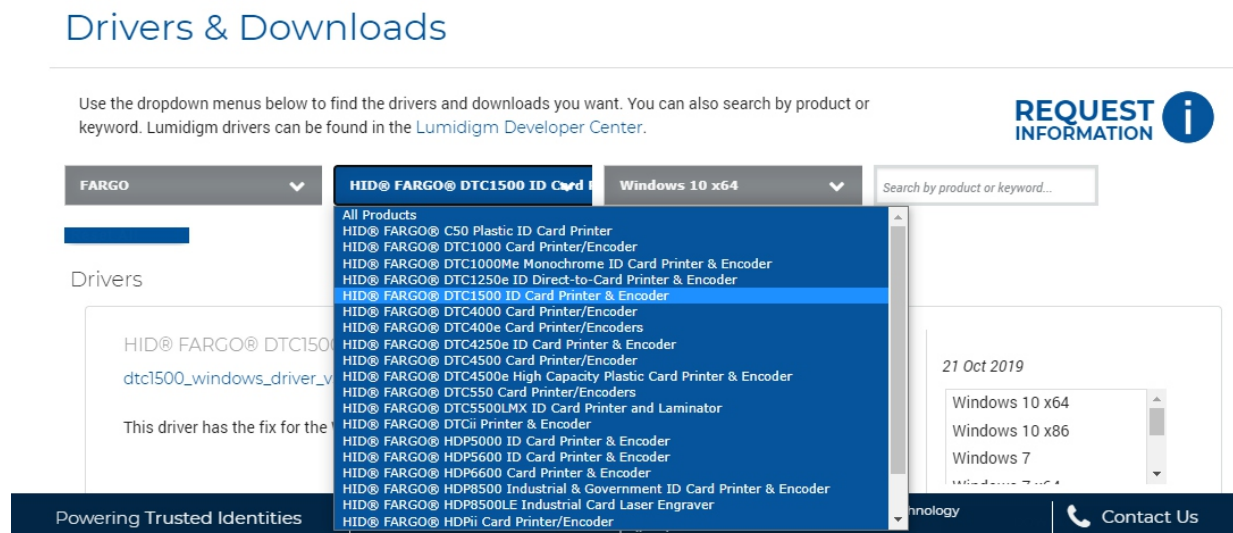 Drivers & Downloads
Use the dropdown menus below to find the drivers and downloads you want. You can also search by product or
keyword. Lumidigm drivers can be found in the Lumidigm Developer Center.
REQUEST
INFORMATION
i
FARGO
HID® FARGO® DTC1500 ID Card
Windows 10 x64
Search by product or keyword...
All Products
HID® FARGO® C50 Plastic ID Card Printer
HID® FARGO® DTC1000 Card Printer/Encoder
HID® FARGO® DTC1000Me Monochrome ID Card Printer & Encoder
HID® FARGO® DTC1250e ID Direct-to-Card Printer & Encoder
HID® FARGO® DTC1500 ID Card Printer & Encoder
HID® FARGO® DTC4000 Card Printer/Encoder
HID® FARGO® DTC400e Card Printer/Encoders
HID® FARGO® DTC4250e ID Card Printer & Encoder
HID® FARGO® DTC4500 Card Printer/Encoder
HID® FARGO® DTC4500e High Capacity Plastic Card Printer & Encoder
HID® FARGO® DTC550 Card Printer/Encoders
HID® FARGO® DTC5500LMX ID Card Printer and Laminator
HID® FARGO® DTCii Printer & Encoder
HID® FARGO® HDP5000 ID Card Printer & Encoder
HID® FARGO® HDP5600 ID Card Printer & Encoder
HID® FARGO® HDP6600 Card Printer & Encoder
HID® FARGO® HDP8500 Industrial & Government ID Card Printer & Encoder
HID® FARGO® HDP8500LE Industrial Card Laser Engraver
HID® FARGO® HDPii Card Printer/Encoder
Drivers
HID® FARGO® DTC150
dtc1500_windows_driver_v
This driver has the fix for the
21 Oct 2019
Windows 10 x64
Windows 10 x86
Windows 7
Powering Trusted Identities
hnology
Contact Us